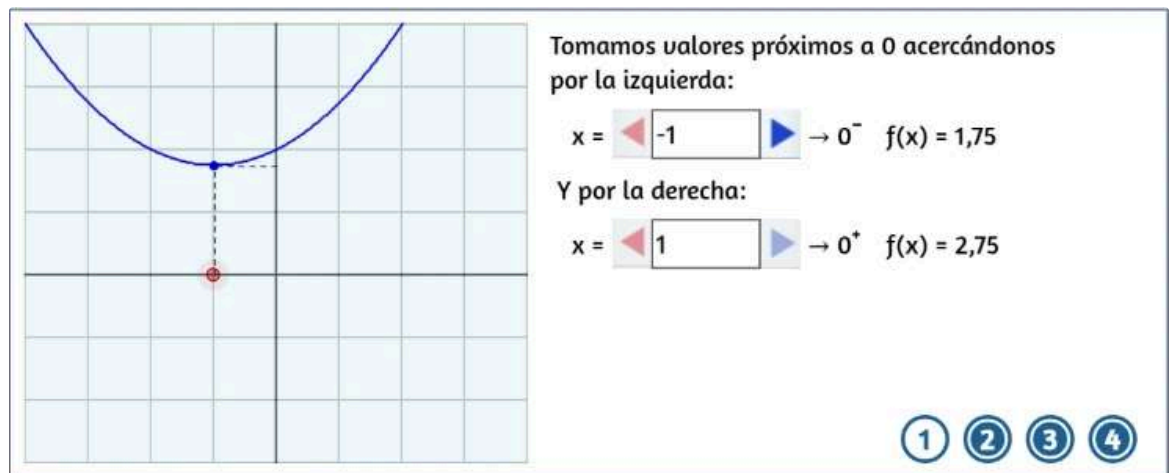 Tomamos valores próximos a 0 acercándonos
por la izquierda:
x = -1 → 0⁻ f(x) = 1,75
Y por la derecha:
x = 1 → 0⁺ f(x) = 2,75
1 2 3 4